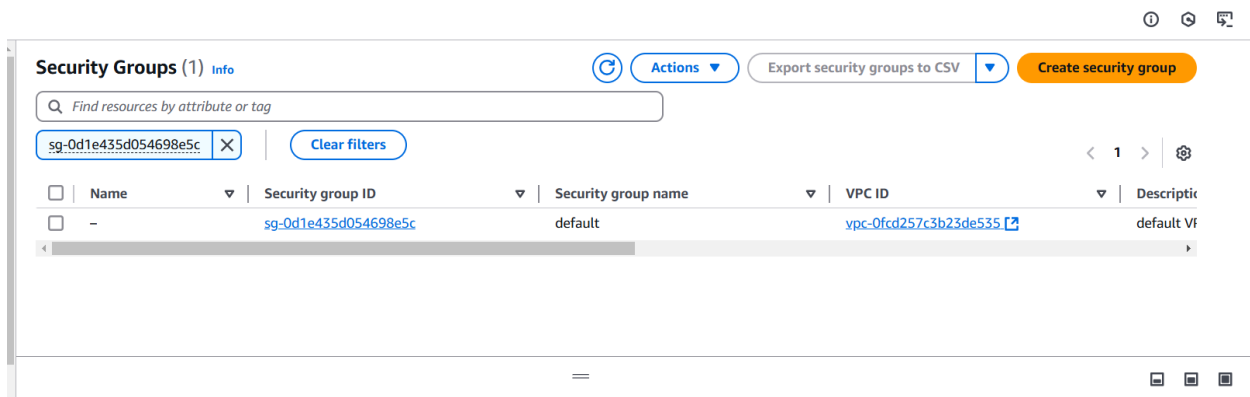 Security Groups (1) Info
Actions
Export security groups to CSV
Create security group
Find resources by attribute or tag
sg-0d1e435d054698e5c
Clear filters
1
Name Security group ID Security group name VPC ID Descriptic
– sg-0d1e435d054698e5c default vpc-0fcd257c3b23de535 default VF